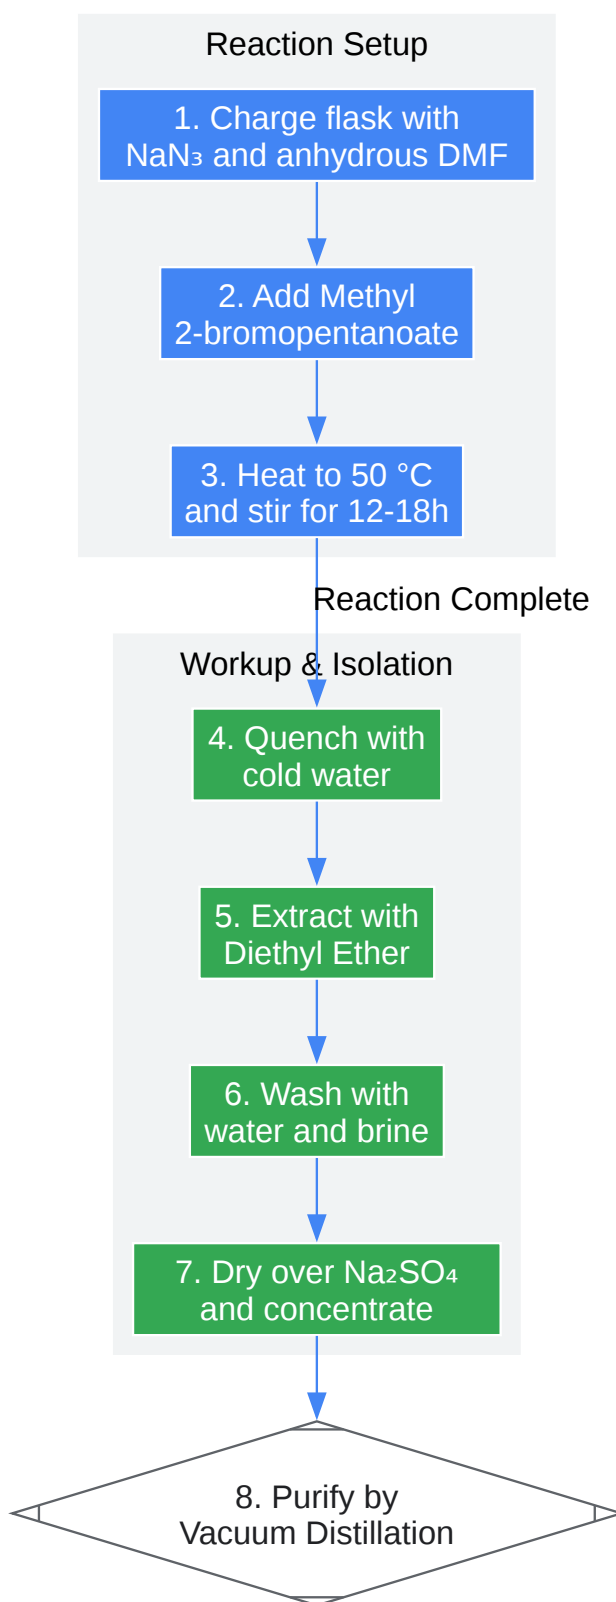 Reaction Setup
1. Charge flask with
NaN₃ and anhydrous DMF
2. Add Methyl
2-bromopentanoate
3. Heat to 50 °C
and stir for 12-18h
Reaction Complete
Workup & Isolation
4. Quench with
cold water
5. Extract with
Diethyl Ether
6. Wash with
water and brine
7. Dry over Na₂SO₄
and concentrate
8. Purify by
Vacuum Distillation